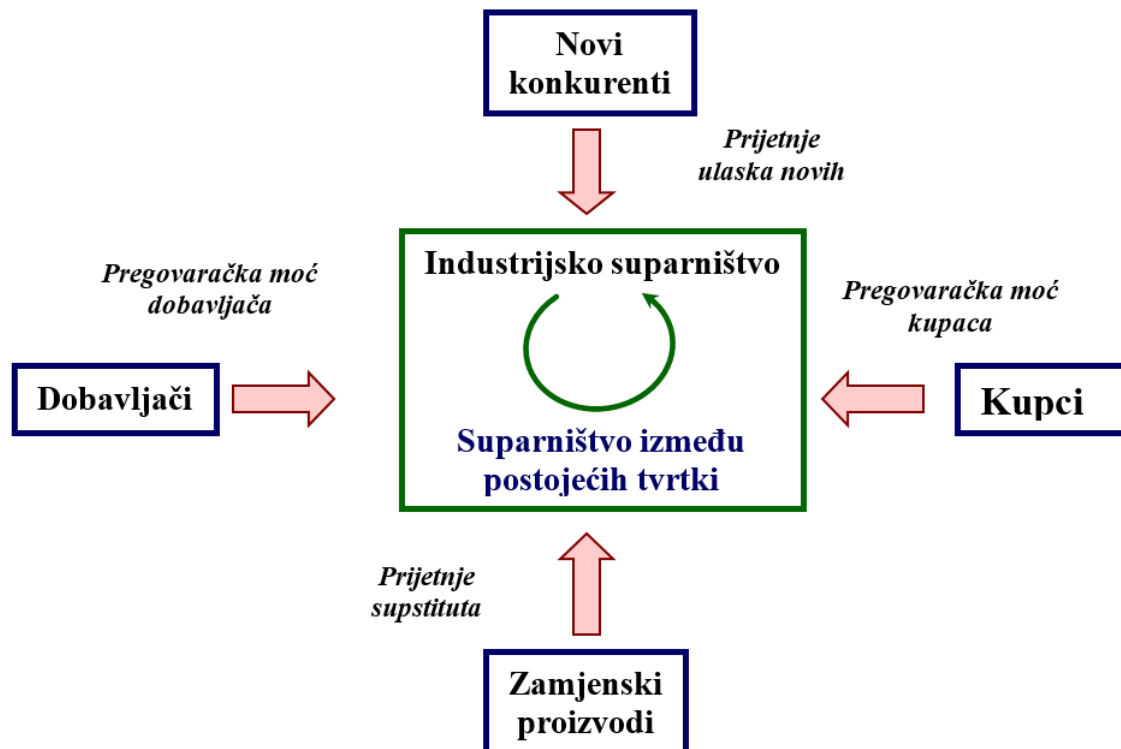 Novi
konkurenti
Prijetnje
ulaska novih
Industrijsko suparništvo
Pregovaračka moć
dobavljača
Pregovaračka moć
kupaca
Dobavljači
Kupci
Suparništvo između
postojećih tvrtki
Prijetnje
supstituta
Zamjenski
proizvodi